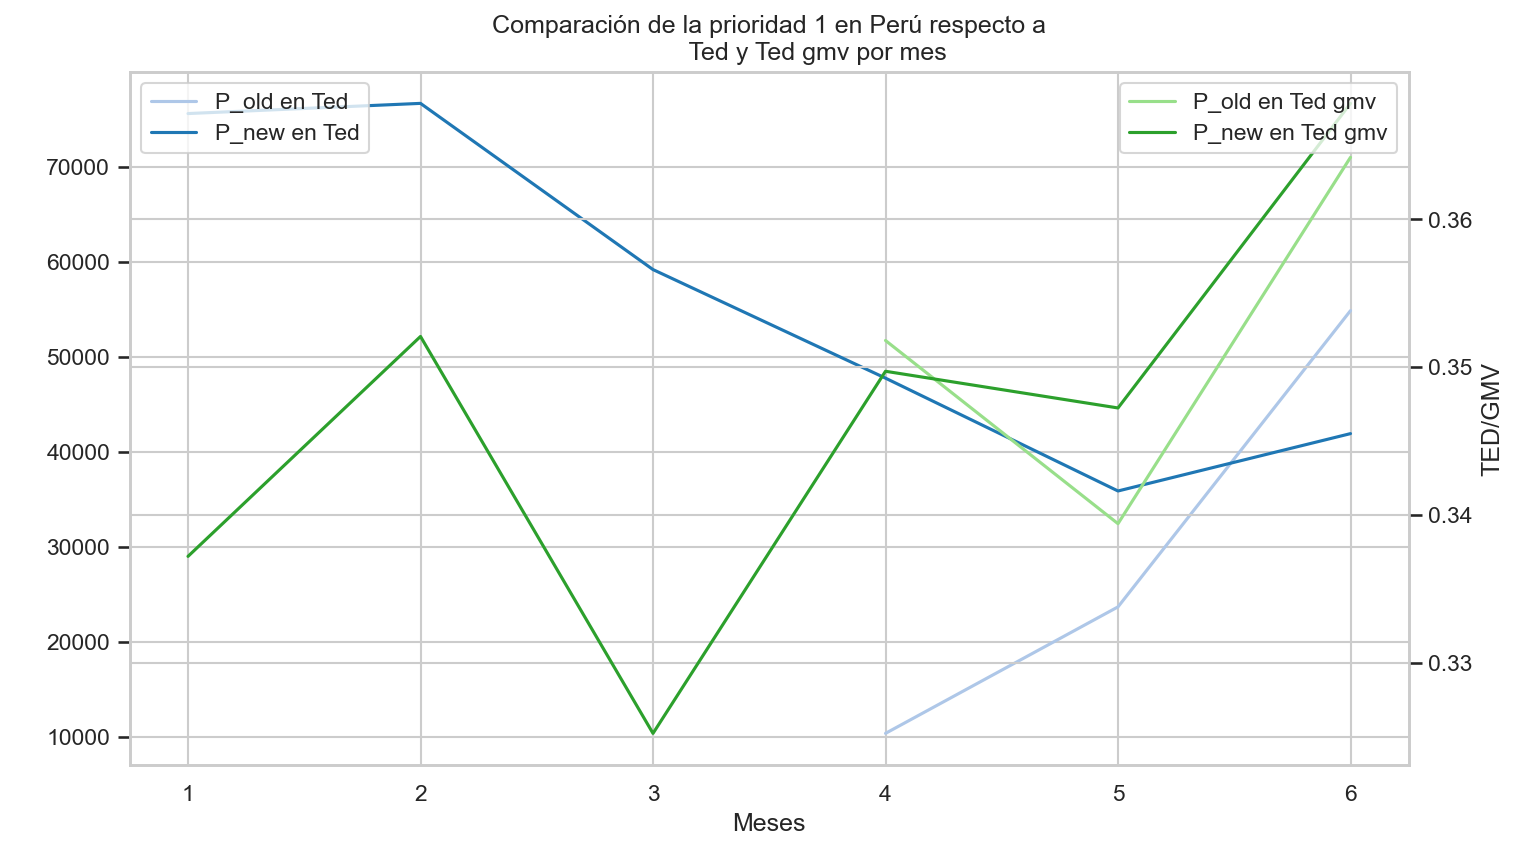 Comparación de la prioridad 1 en Perú respecto a
Ted y Ted gmv por mes
P_old en Ted
P_new en Ted
P_old en Ted gmv
P_new en Ted gmv
70000
60000
50000
40000
30000
20000
10000
0.36
0.35
0.34
0.33
TED/GMV
1 2 3 4 5 6
Meses